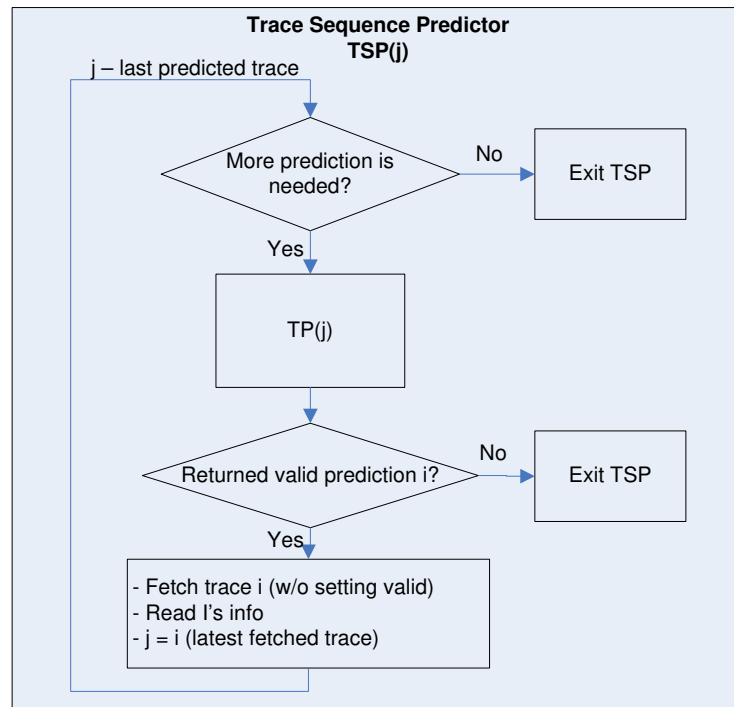 Trace Sequence Predictor
TSP(j)
j – last predicted trace
More prediction is
needed?
No
Exit TSP
Yes
TP(j)
Returned valid prediction i?
No
Exit TSP
Yes
- Fetch trace i (w/o setting valid)
- Read I's info
- j = i (latest fetched trace)